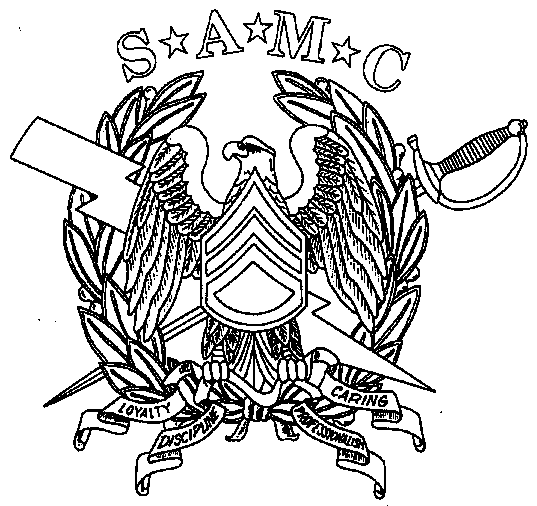 S★A★M★C
LOYALTY
DISCIPLINE
PROFESSIONALISM
CARING